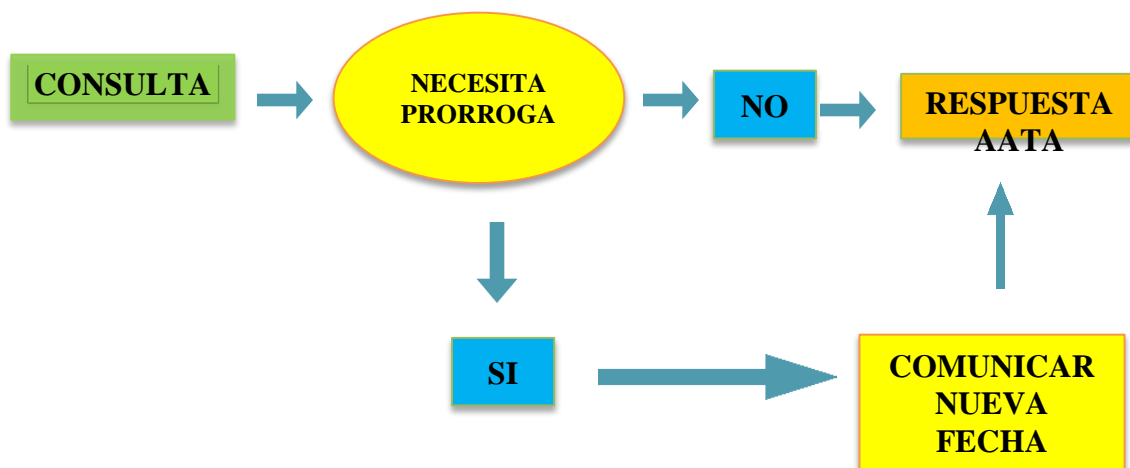 CONSULTA
NECESITA
PRORROGA
NO
RESPUESTA
AATA
SI
COMUNICAR
NUEVA
FECHA